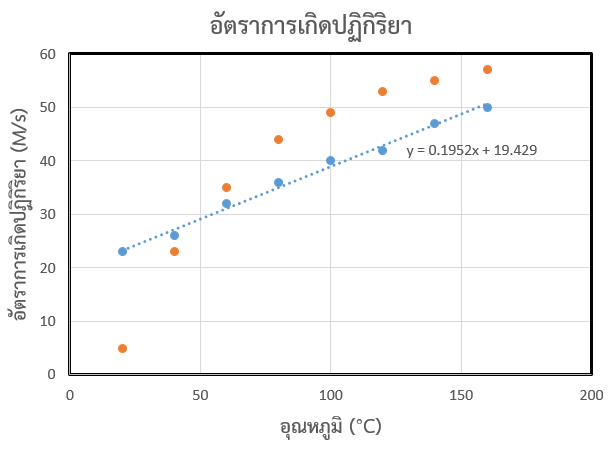 อัตราการเกิดปฏิกิริยา
60
50
40
30
20
10
0
อัตราการเกิดปฏิกิริยา (M/s)
y = 0.1952x + 19.429
0 50 100 150 200
อุณหภูมิ (°C)